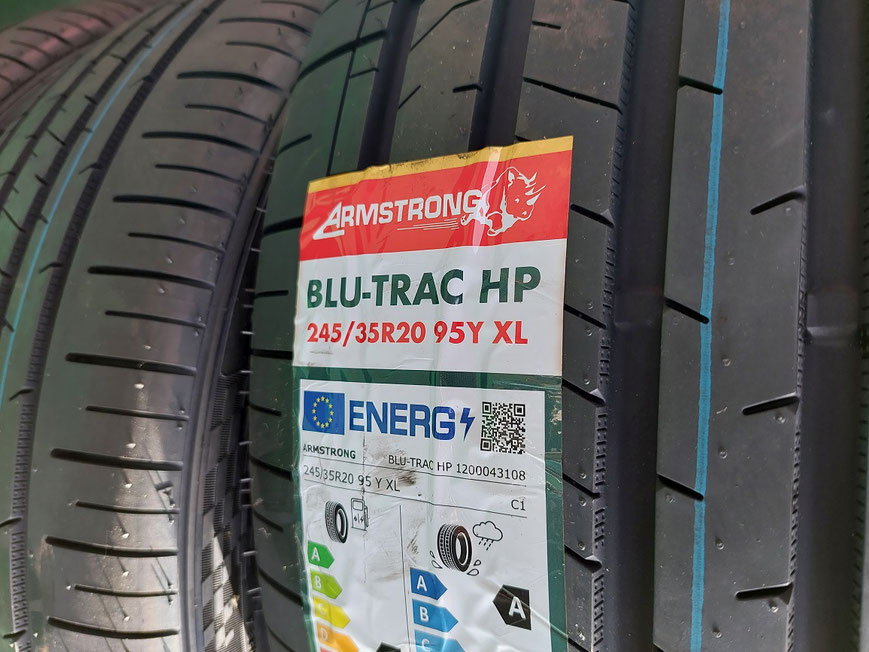 ARMSTRONG
BLU-TRAC HP
245/35R20 95Y XL
ENERG
ARMSTRONG BLU-TRAC HP 1200043108
245/35R20 95 Y XL C1
A
B
D
A
B
C
A